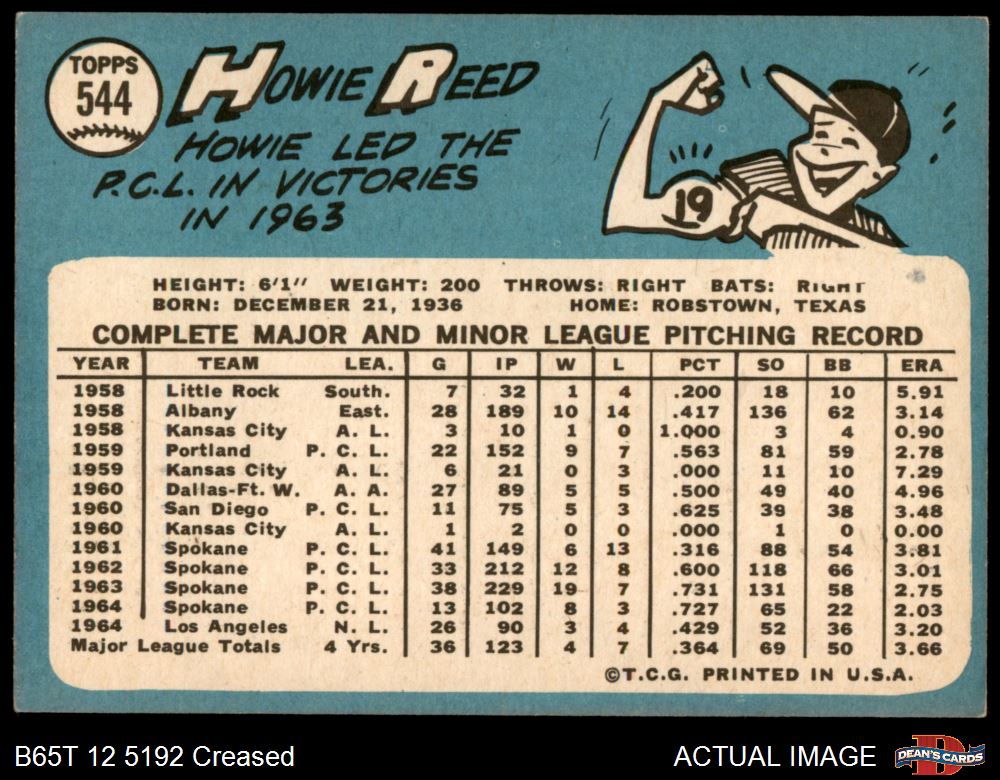 TOPPS
544
HOWIE REED
HOWIE LED THE
P.C.L. IN VICTORIES
IN 1963
19
HEIGHT: 6'1" WEIGHT: 200 THROWS: RIGHT BATS: RIGHT
BORN: DECEMBER 21, 1936 HOME: ROBSTOWN, TEXAS
COMPLETE MAJOR AND MINOR LEAGUE PITCHING RECORD
YEAR TEAM LEA. G IP W L PCT SO BB ERA
1958 Little Rock South. 7 32 1 4 .200 18 10 5.91
1958 Albany East. 28 189 10 14 .417 136 62 3.14
1958 Kansas City A. L. 3 10 1 0 1.000 3 4 0.90
1959 Portland P. C. L. 22 152 9 7 .563 81 59 2.78
1959 Kansas City A. L. 6 21 0 3 .000 11 10 7.29
1960 Dallas-Ft. W. A. A. 27 89 5 5 .500 49 40 4.96
1960 San Diego P. C. L. 11 75 5 3 .625 39 38 3.48
1960 Kansas City A. L. 1 2 0 0 .000 1 0 0.00
1961 Spokane P. C. L. 41 149 6 13 .316 88 54 3.81
1962 Spokane P. C. L. 33 212 12 8 .600 118 66 3.01
1963 Spokane P. C. L. 38 229 19 7 .731 131 58 2.75
1964 Spokane P. C. L. 13 102 8 3 .727 65 22 2.03
1964 Los Angeles N. L. 26 90 3 4 .429 52 36 3.20
Major League Totals 4 Yrs. 36 123 4 7 .364 69 50 3.66
©T.C.G. PRINTED IN U.S.A.
B65T 12 5192 Creased ACTUAL IMAGE
DEAN'S CARDS